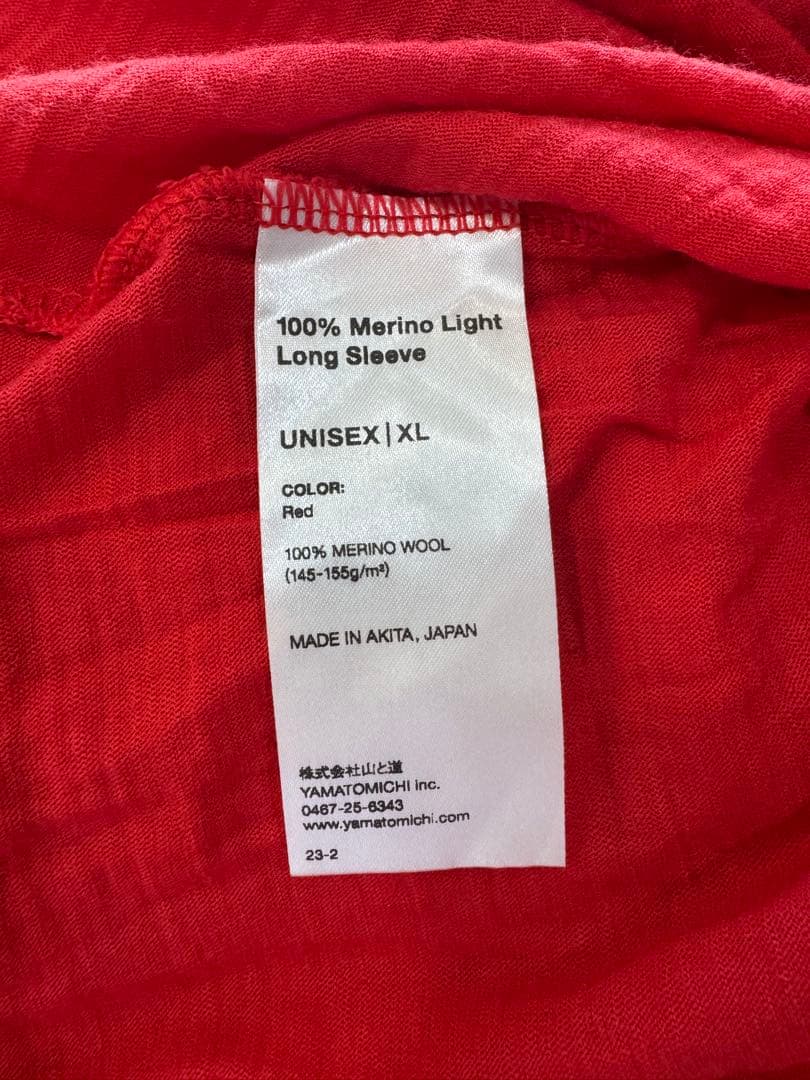 100% Merino Light
Long Sleeve
UNISEX|XL
COLOR:
Red
100% MERINO WOOL
(145-155g/m²)
MADE IN AKITA, JAPAN
株式会社山と道
YAMATOMICHI inc.
0467-25-6343
www.yamatomichi.com
23-2